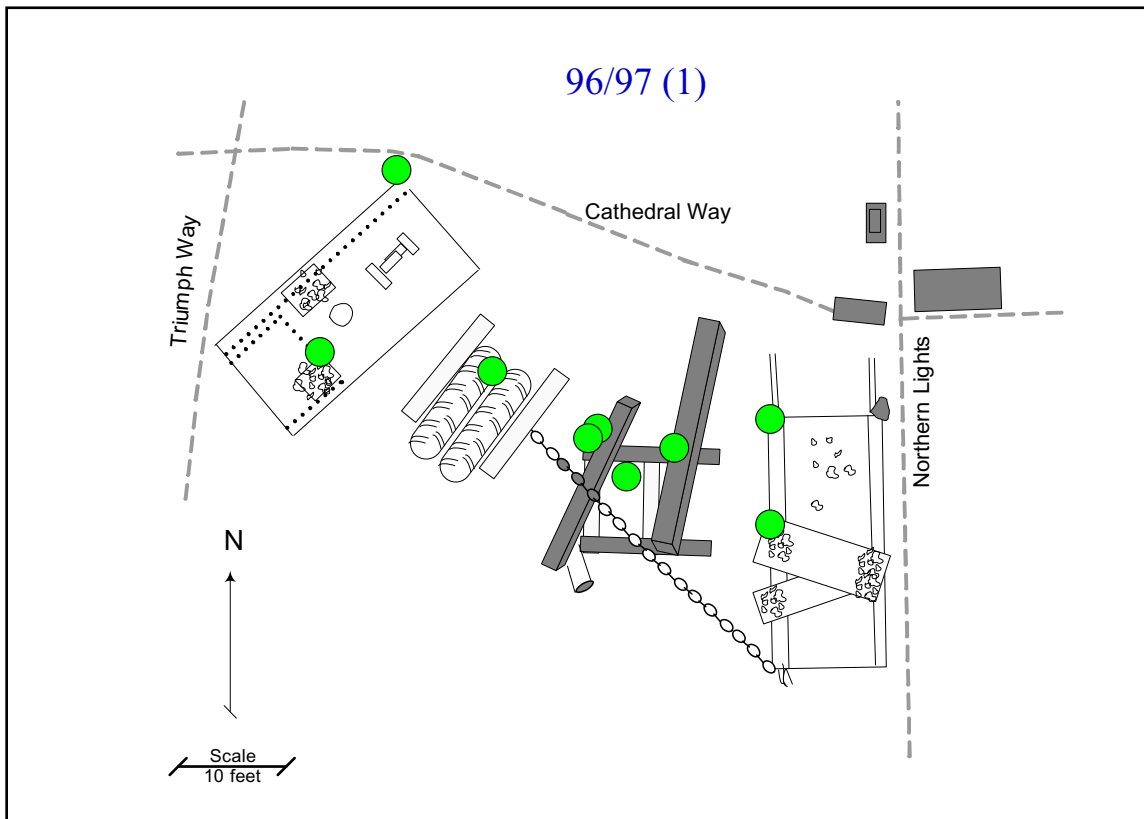 96/97 (1)
Cathedral Way
Triumph Way
Northern Lights
N
Scale
10 feet